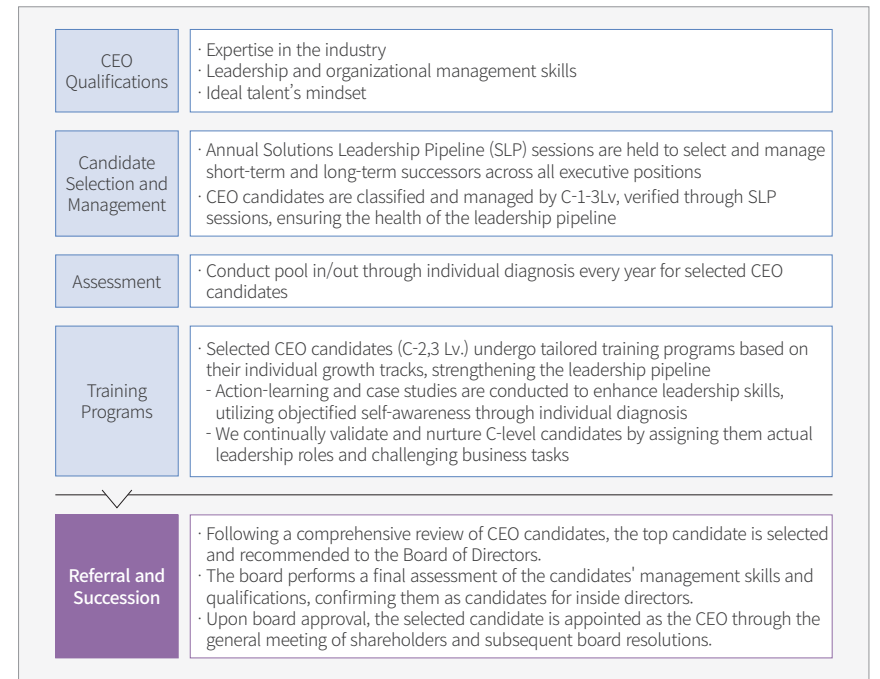 CEO
Qualifications
· Expertise in the industry
· Leadership and organizational management skills
· Ideal talent's mindset
Candidate
Selection and
Management
· Annual Solutions Leadership Pipeline (SLP) sessions are held to select and manage
short-term and long-term successors across all executive positions
· CEO candidates are classified and managed by C-1-3Lv, verified through SLP
sessions, ensuring the health of the leadership pipeline
Assessment
· Conduct pool in/out through individual diagnosis every year for selected CEO
candidates
Training
Programs
· Selected CEO candidates (C-2,3 Lv.) undergo tailored training programs based on
their individual growth tracks, strengthening the leadership pipeline
- Action-learning and case studies are conducted to enhance leadership skills,
utilizing objectified self-awareness through individual diagnosis
- We continually validate and nurture C-level candidates by assigning them actual
leadership roles and challenging business tasks
Referral and
Succession
· Following a comprehensive review of CEO candidates, the top candidate is selected
and recommended to the Board of Directors.
· The board performs a final assessment of the candidates' management skills and
qualifications, confirming them as candidates for inside directors.
· Upon board approval, the selected candidate is appointed as the CEO through the
general meeting of shareholders and subsequent board resolutions.